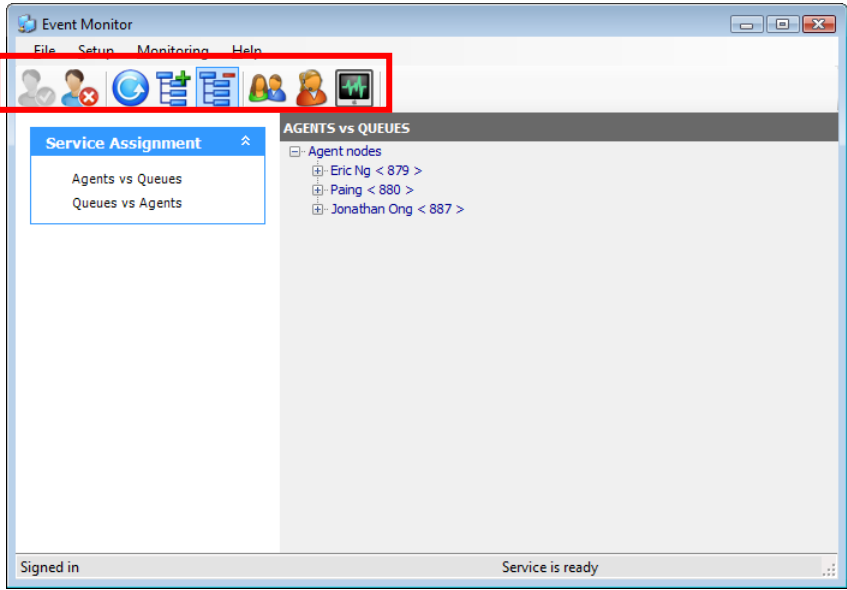 Event Monitor
File Setup Monitoring Help
Service Assignment
Agents vs Queues
Queues vs Agents
AGENTS vs QUEUES
Agent nodes
Eric Ng < 879 >
Paing < 880 >
Jonathan Ong < 887 >
Signed in
Service is ready